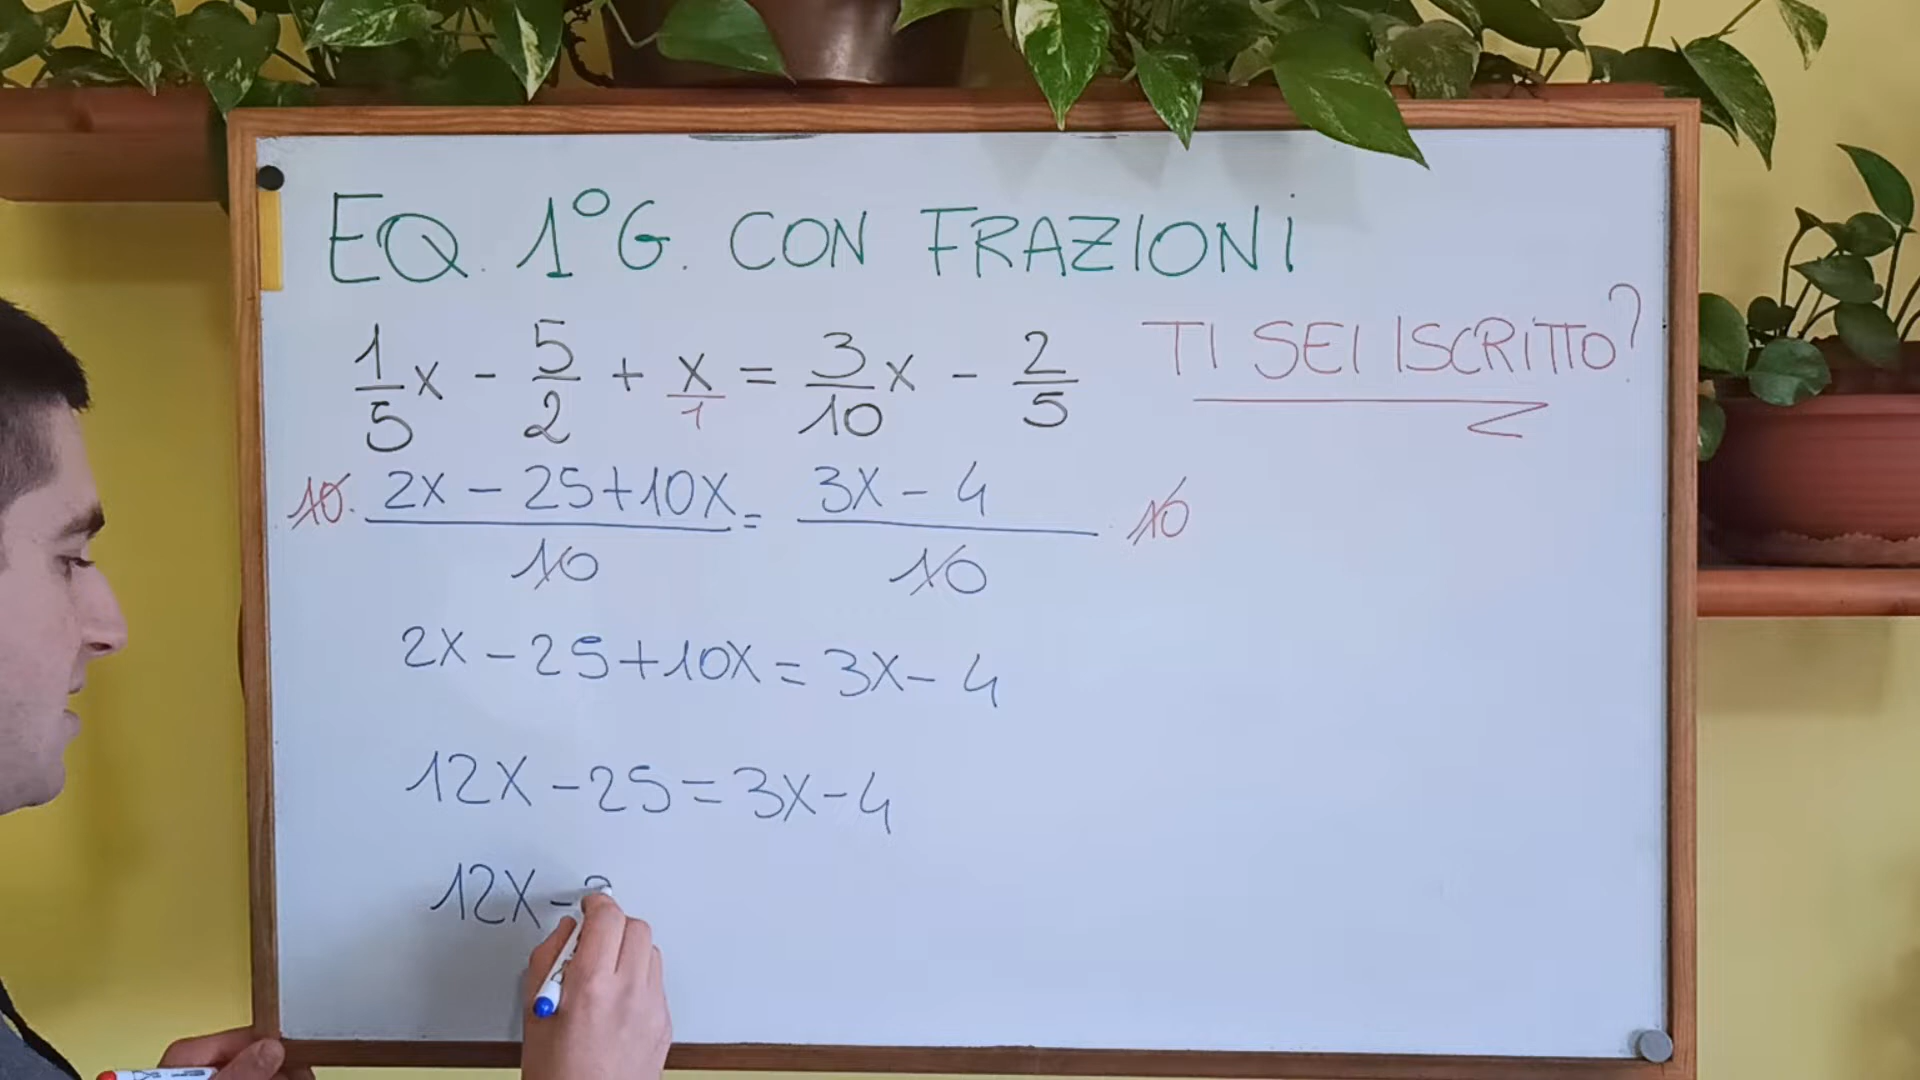 EQ. 1°G. CON FRAZIONI
TI SEI ISCRITTO?
1/5 x - 5/2 + x/1 = 3/10 x - 2/5
10 · (2x - 25 + 10x)/10 = (3x - 4)/10 · 10
2x - 25 + 10x = 3x - 4
12x - 25 = 3x - 4
12x -